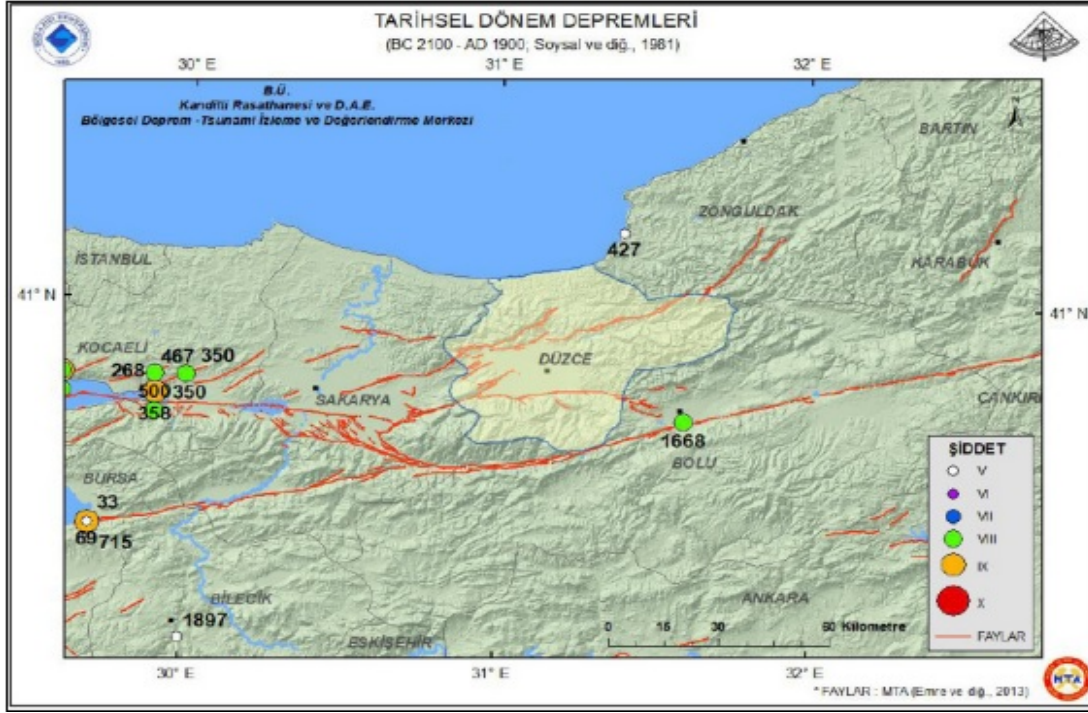 TARİHSEL DÖNEM DEPREMLERİ
(BC 2100 - AD 1900; Soysal ve diğ., 1981)
30° E 31° E 32° E
B.Ü.
Kandilli Rasathanesi ve D.A.E.
Bölgesel Deprem -Tsunami İzleme ve Değerlendirme Merkezi
N
BARTIN
ZONGULDAK
427
İSTANBUL
KARABÜK
41° N
41° N
KOCAELİ
268 467 350
DÜZCE
500 350
SAKARYA
358
ÇANKIRI
1668
BOLU
BURSA
33
69 715
ŞİDDET
V
VI
VII
VIII
IX
X
FAYLAR
BİLECİK
ANKARA
1897
ESKİŞEHİR
0 15 30 60 Kilometre
30° E 31° E 32° E
* FAYLAR : MTA (Emre ve diğ., 2013)
MTA